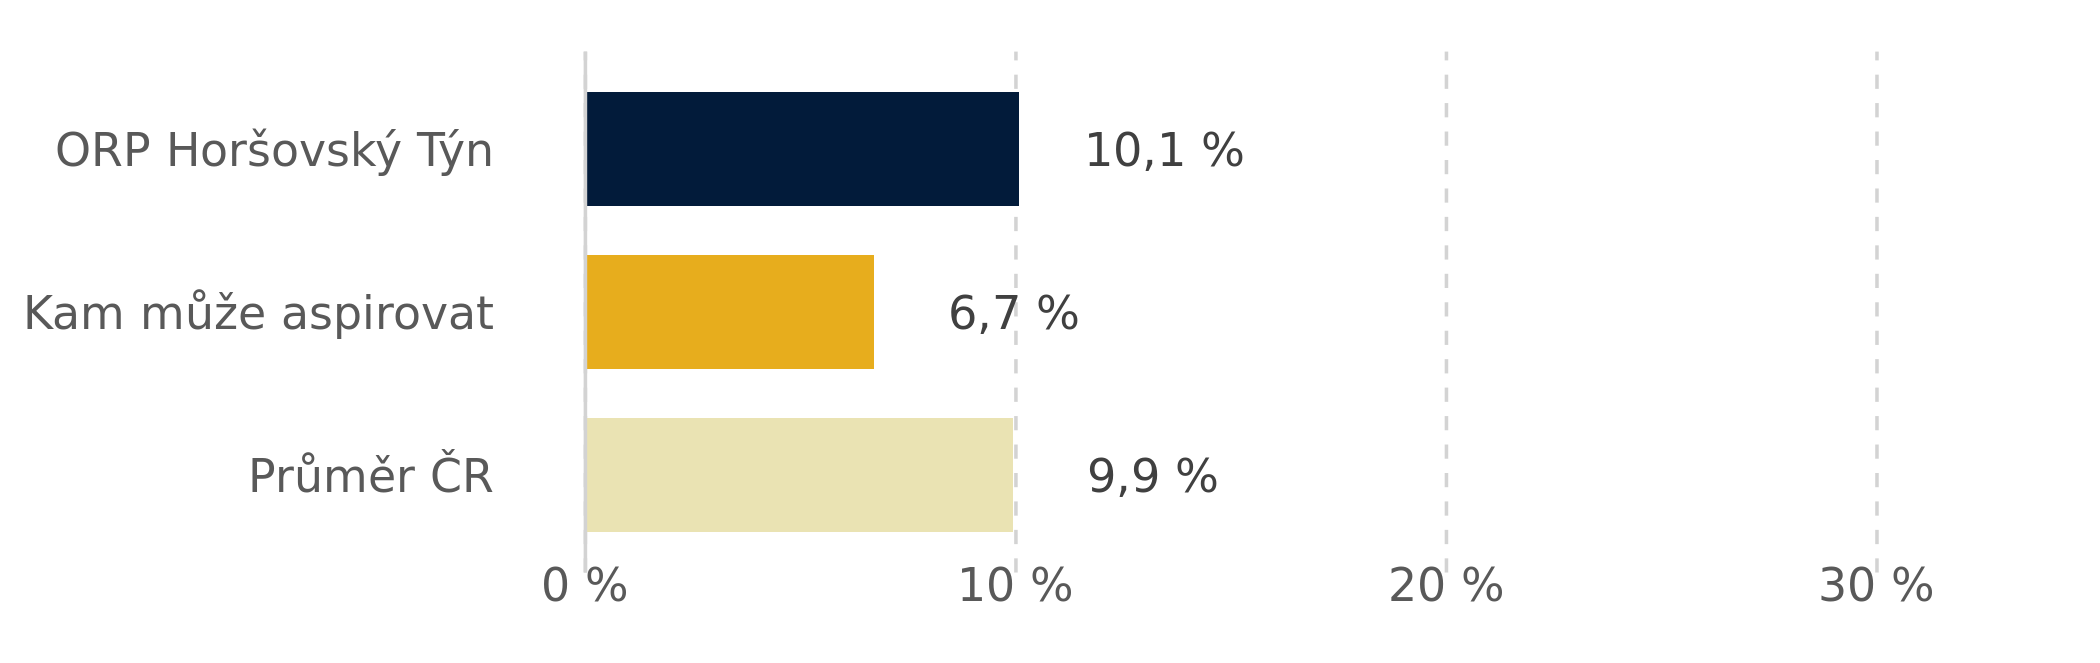 ORP Horšovský Týn 10,1 %
Kam může aspirovat 6,7 %
Průměr ČR 9,9 %
0 % 10 % 20 % 30 %